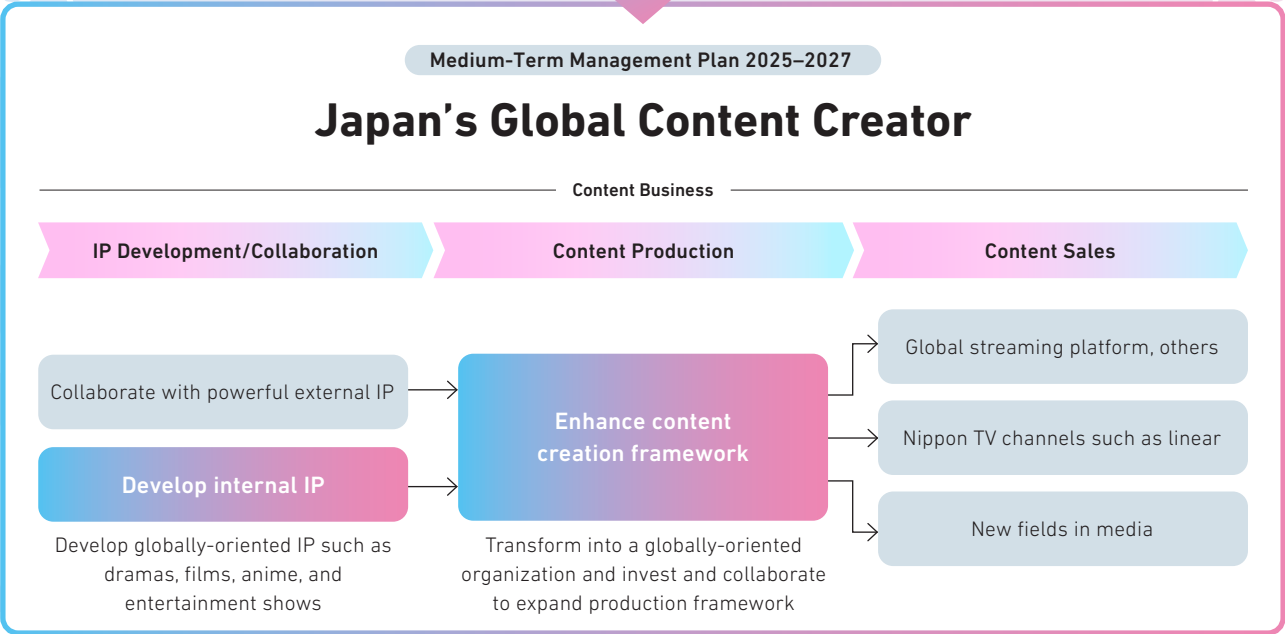 Medium-Term Management Plan 2025–2027
Japan's Global Content Creator
Content Business
IP Development/Collaboration
Content Production
Content Sales
Collaborate with powerful external IP
Develop internal IP
Develop globally-oriented IP such as
dramas, films, anime, and
entertainment shows
Enhance content
creation framework
Transform into a globally-oriented
organization and invest and collaborate
to expand production framework
Global streaming platform, others
Nippon TV channels such as linear
New fields in media